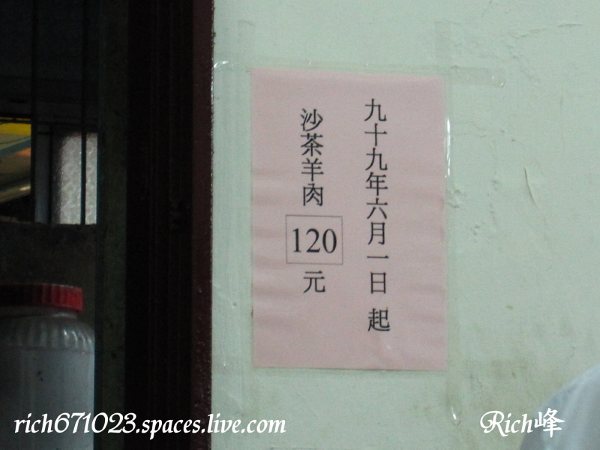 九十九年六月一日 起
沙茶羊肉 120 元
rich671023.spaces.live.com
Rich峰